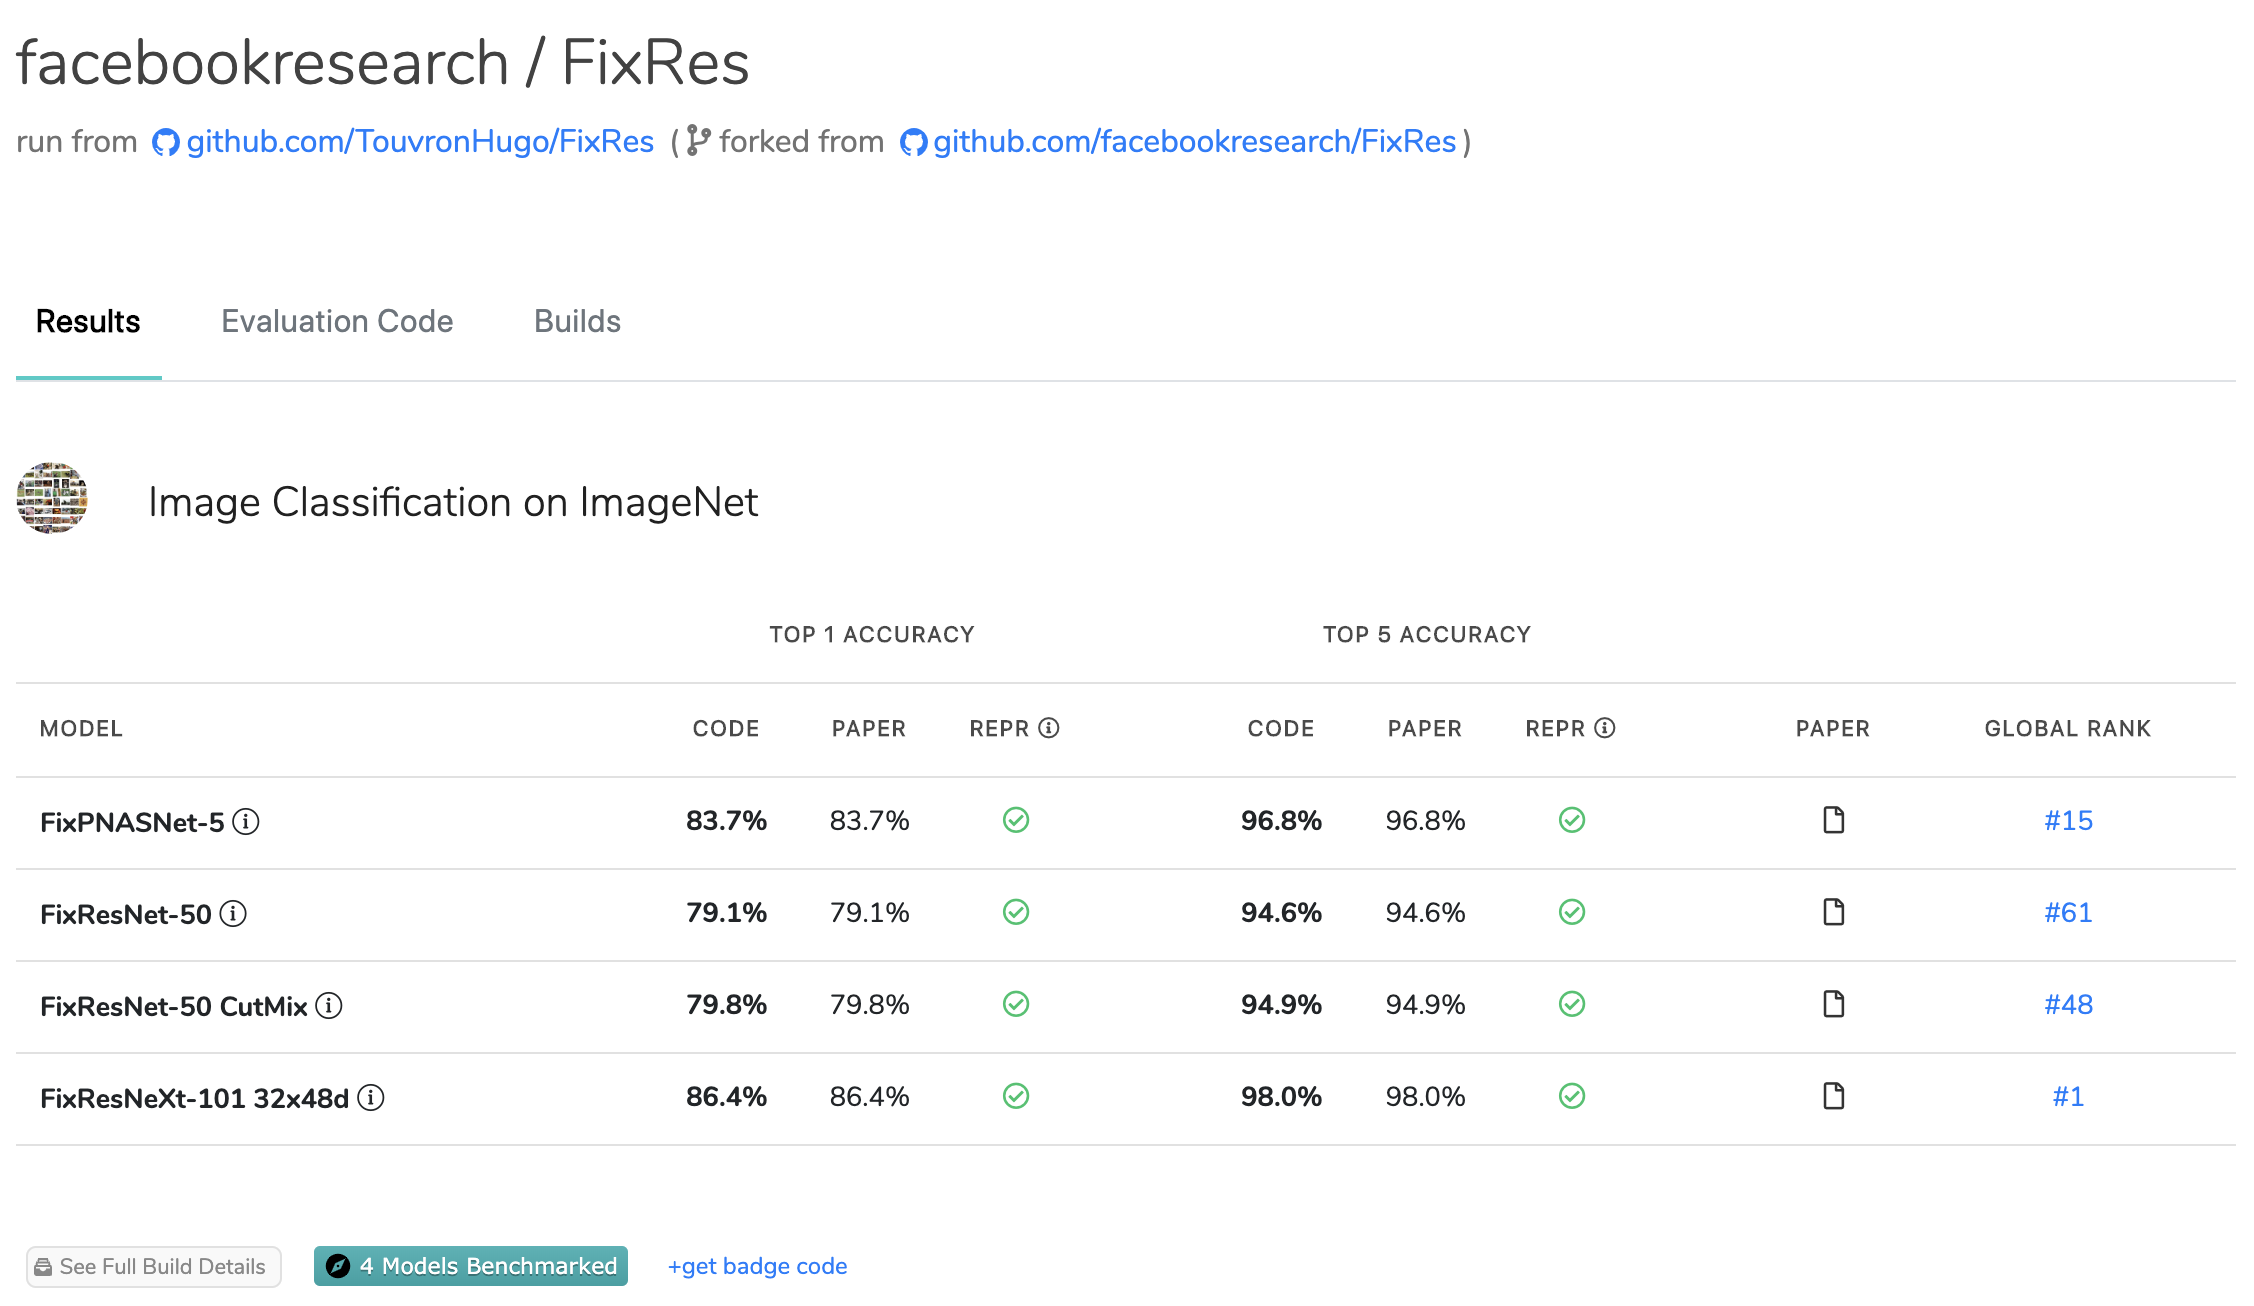 facebookresearch / FixRes
run from github.com/TouvronHugo/FixRes ( forked from github.com/facebookresearch/FixRes )
Results Evaluation Code Builds
Image Classification on ImageNet
TOP 1 ACCURACY TOP 5 ACCURACY
MODEL CODE PAPER REPR CODE PAPER REPR PAPER GLOBAL RANK
FixPNASNet-5 83.7% 83.7% 96.8% 96.8% #15
FixResNet-50 79.1% 79.1% 94.6% 94.6% #61
FixResNet-50 CutMix 79.8% 79.8% 94.9% 94.9% #48
FixResNeXt-101 32x48d 86.4% 86.4% 98.0% 98.0% #1
See Full Build Details 4 Models Benchmarked +get badge code